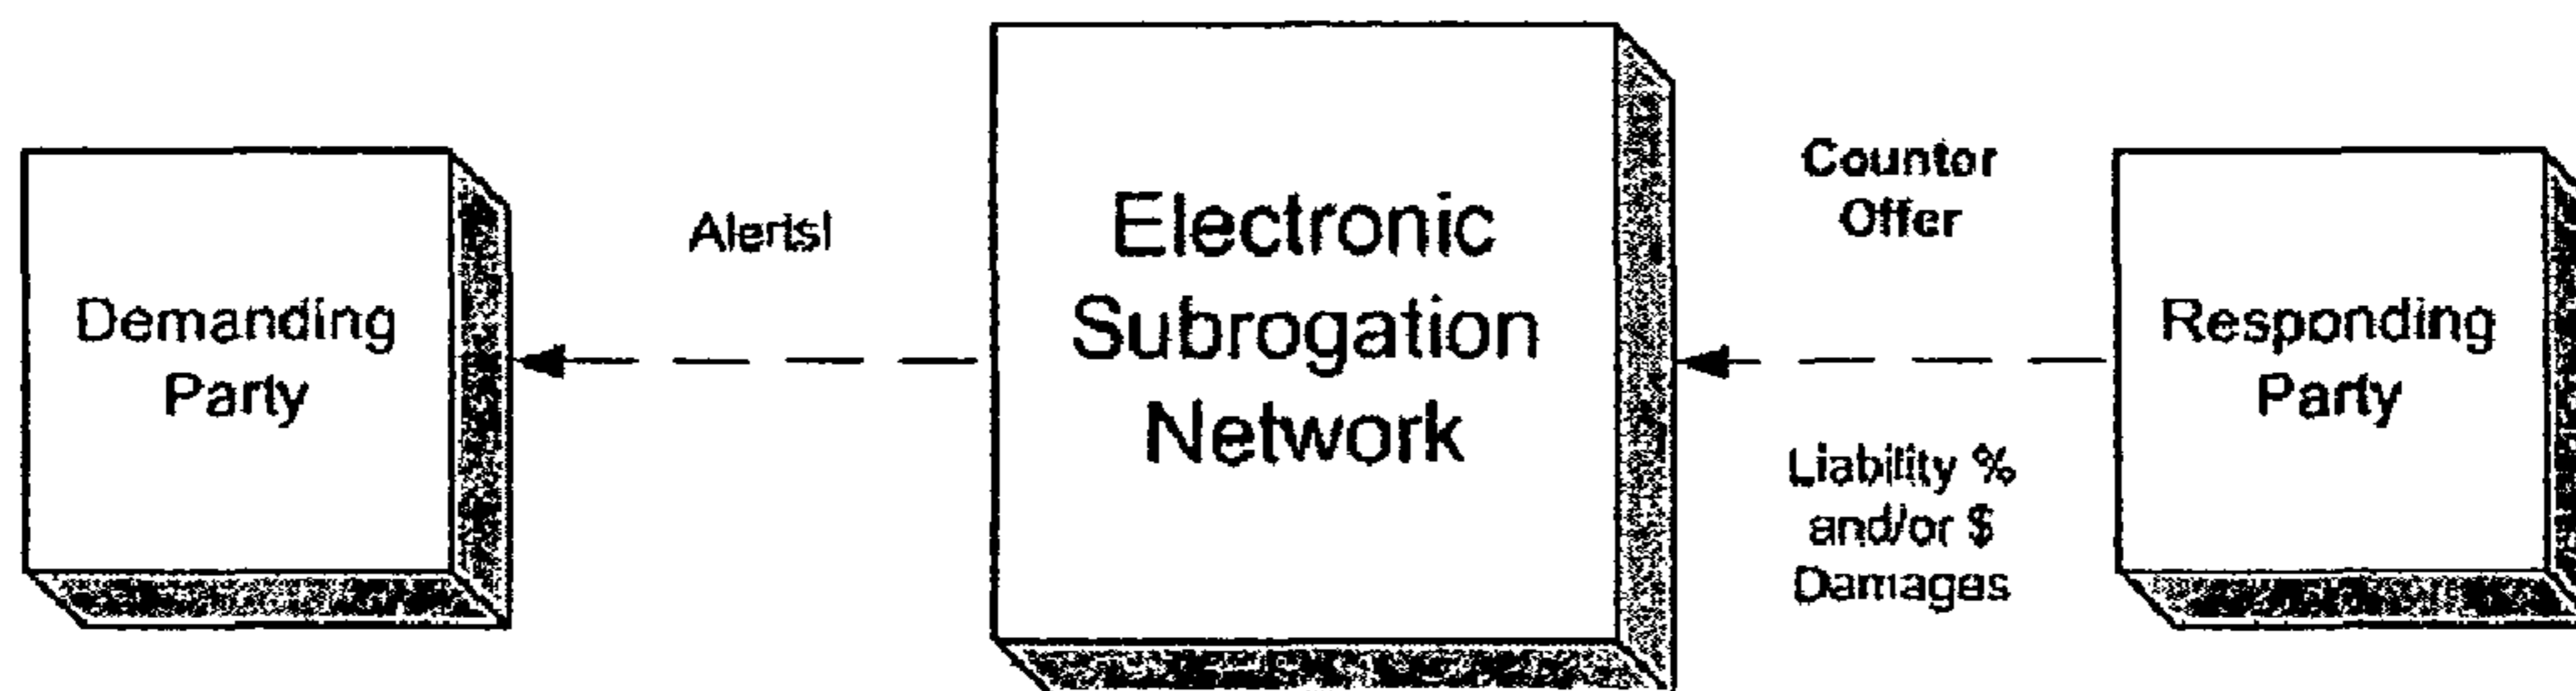 Demanding
Party
Alerts!
Electronic
Subrogation
Network
Counter
Offer
Liability %
and/or $
Damages
Responding
Party